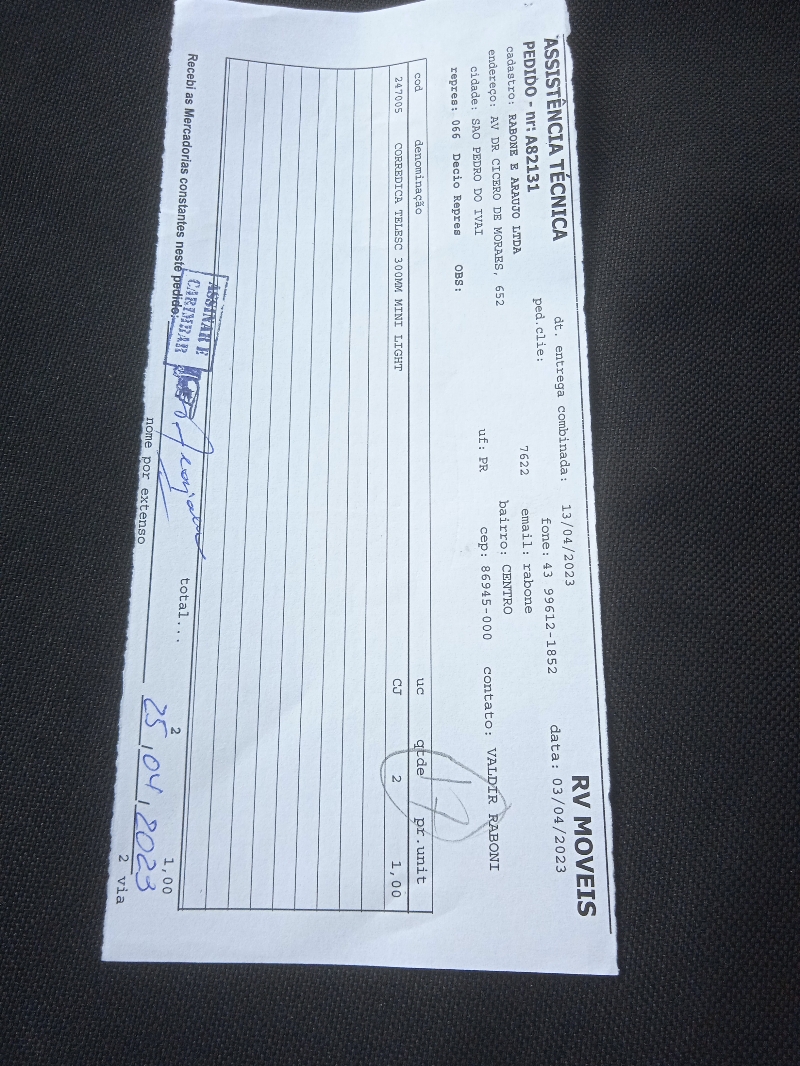 ASSISTÊNCIA TÉCNICA RV MOVEIS
PEDIDO - nr: A82131 dt. entrega combinada: 13/04/2023 data: 03/04/2023
ped.clie: fone: 43 99612-1852
cadastro: RABONE E ARAUJO LTDA 7622 email: rabone
endereço: AV DR CICERO DE MORAES, 652 bairro: CENTRO
cidade: SAO PEDRO DO IVAI uf: PR cep: 86945-000 contato: VALDIR RABONI
repres: 066 Decio Repres OBS:
cod denominação uc qtde pr.unit
247005 CORREDICA TELESC 300MM MINI LIGHT CJ 2 1,00
ASSINAR E
CARIMBAR
total... 2 1,00
Recebi as Mercadorias constantes neste pedido:
nome por extenso 25/04/2023
2 via